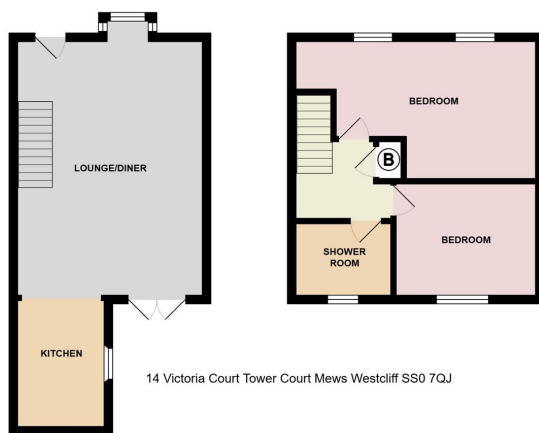 LOUNGE/DINER
KITCHEN
BEDROOM
B
BEDROOM
SHOWER
ROOM
14 Victoria Court Tower Court Mews Westcliff SS0 7QJ